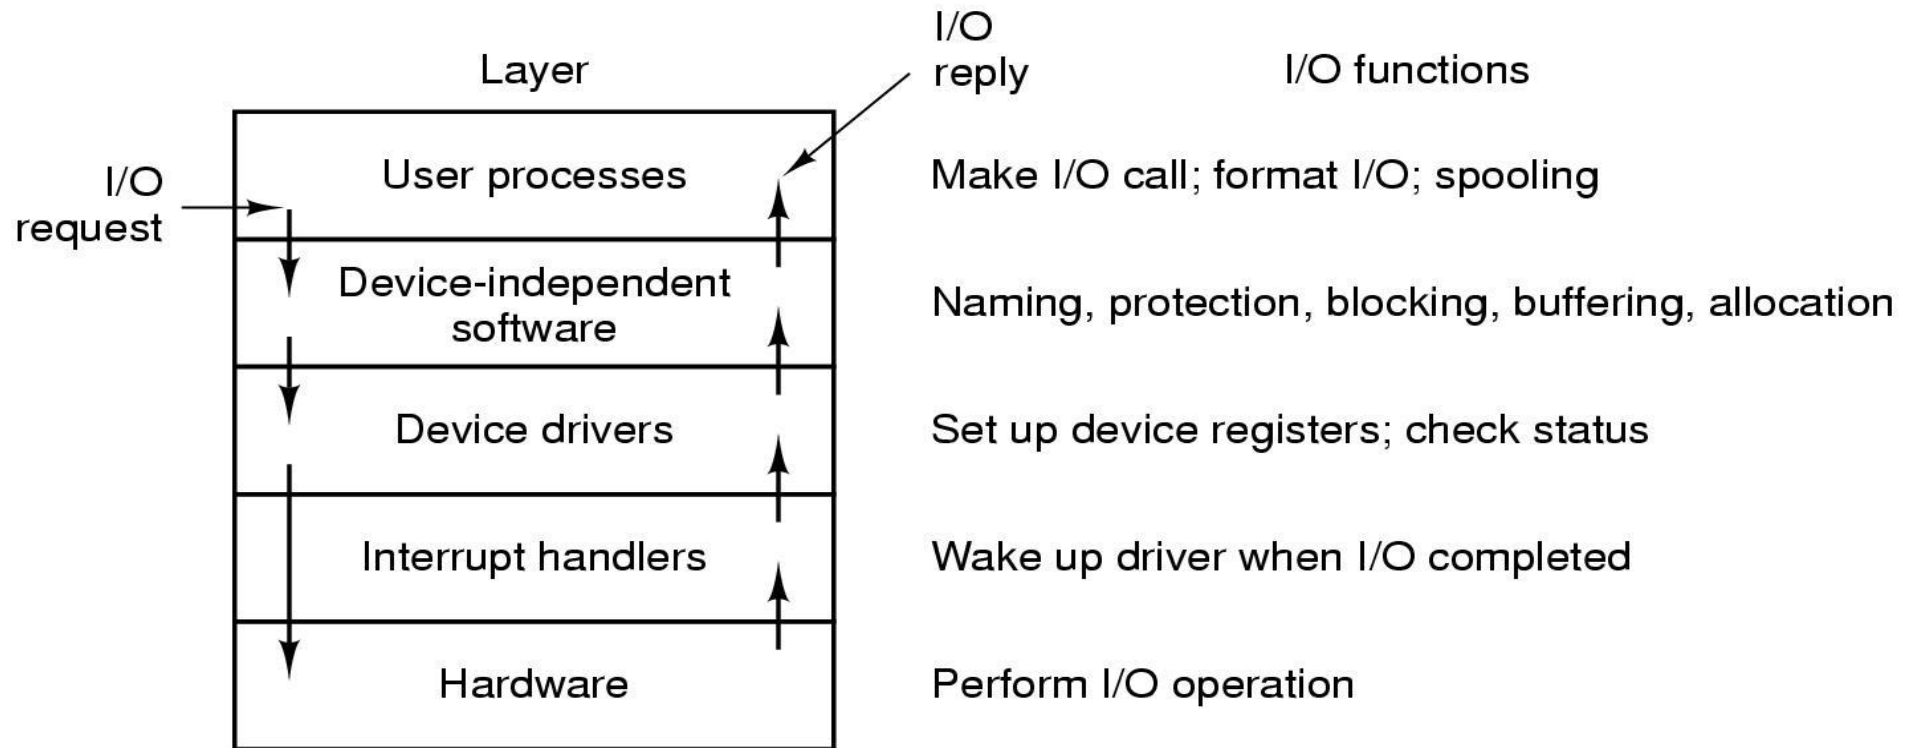 I/O
reply
Layer
I/O functions
I/O
request
User processes
Make I/O call; format I/O; spooling
Device-independent
software
Naming, protection, blocking, buffering, allocation
Device drivers
Set up device registers; check status
Interrupt handlers
Wake up driver when I/O completed
Hardware
Perform I/O operation